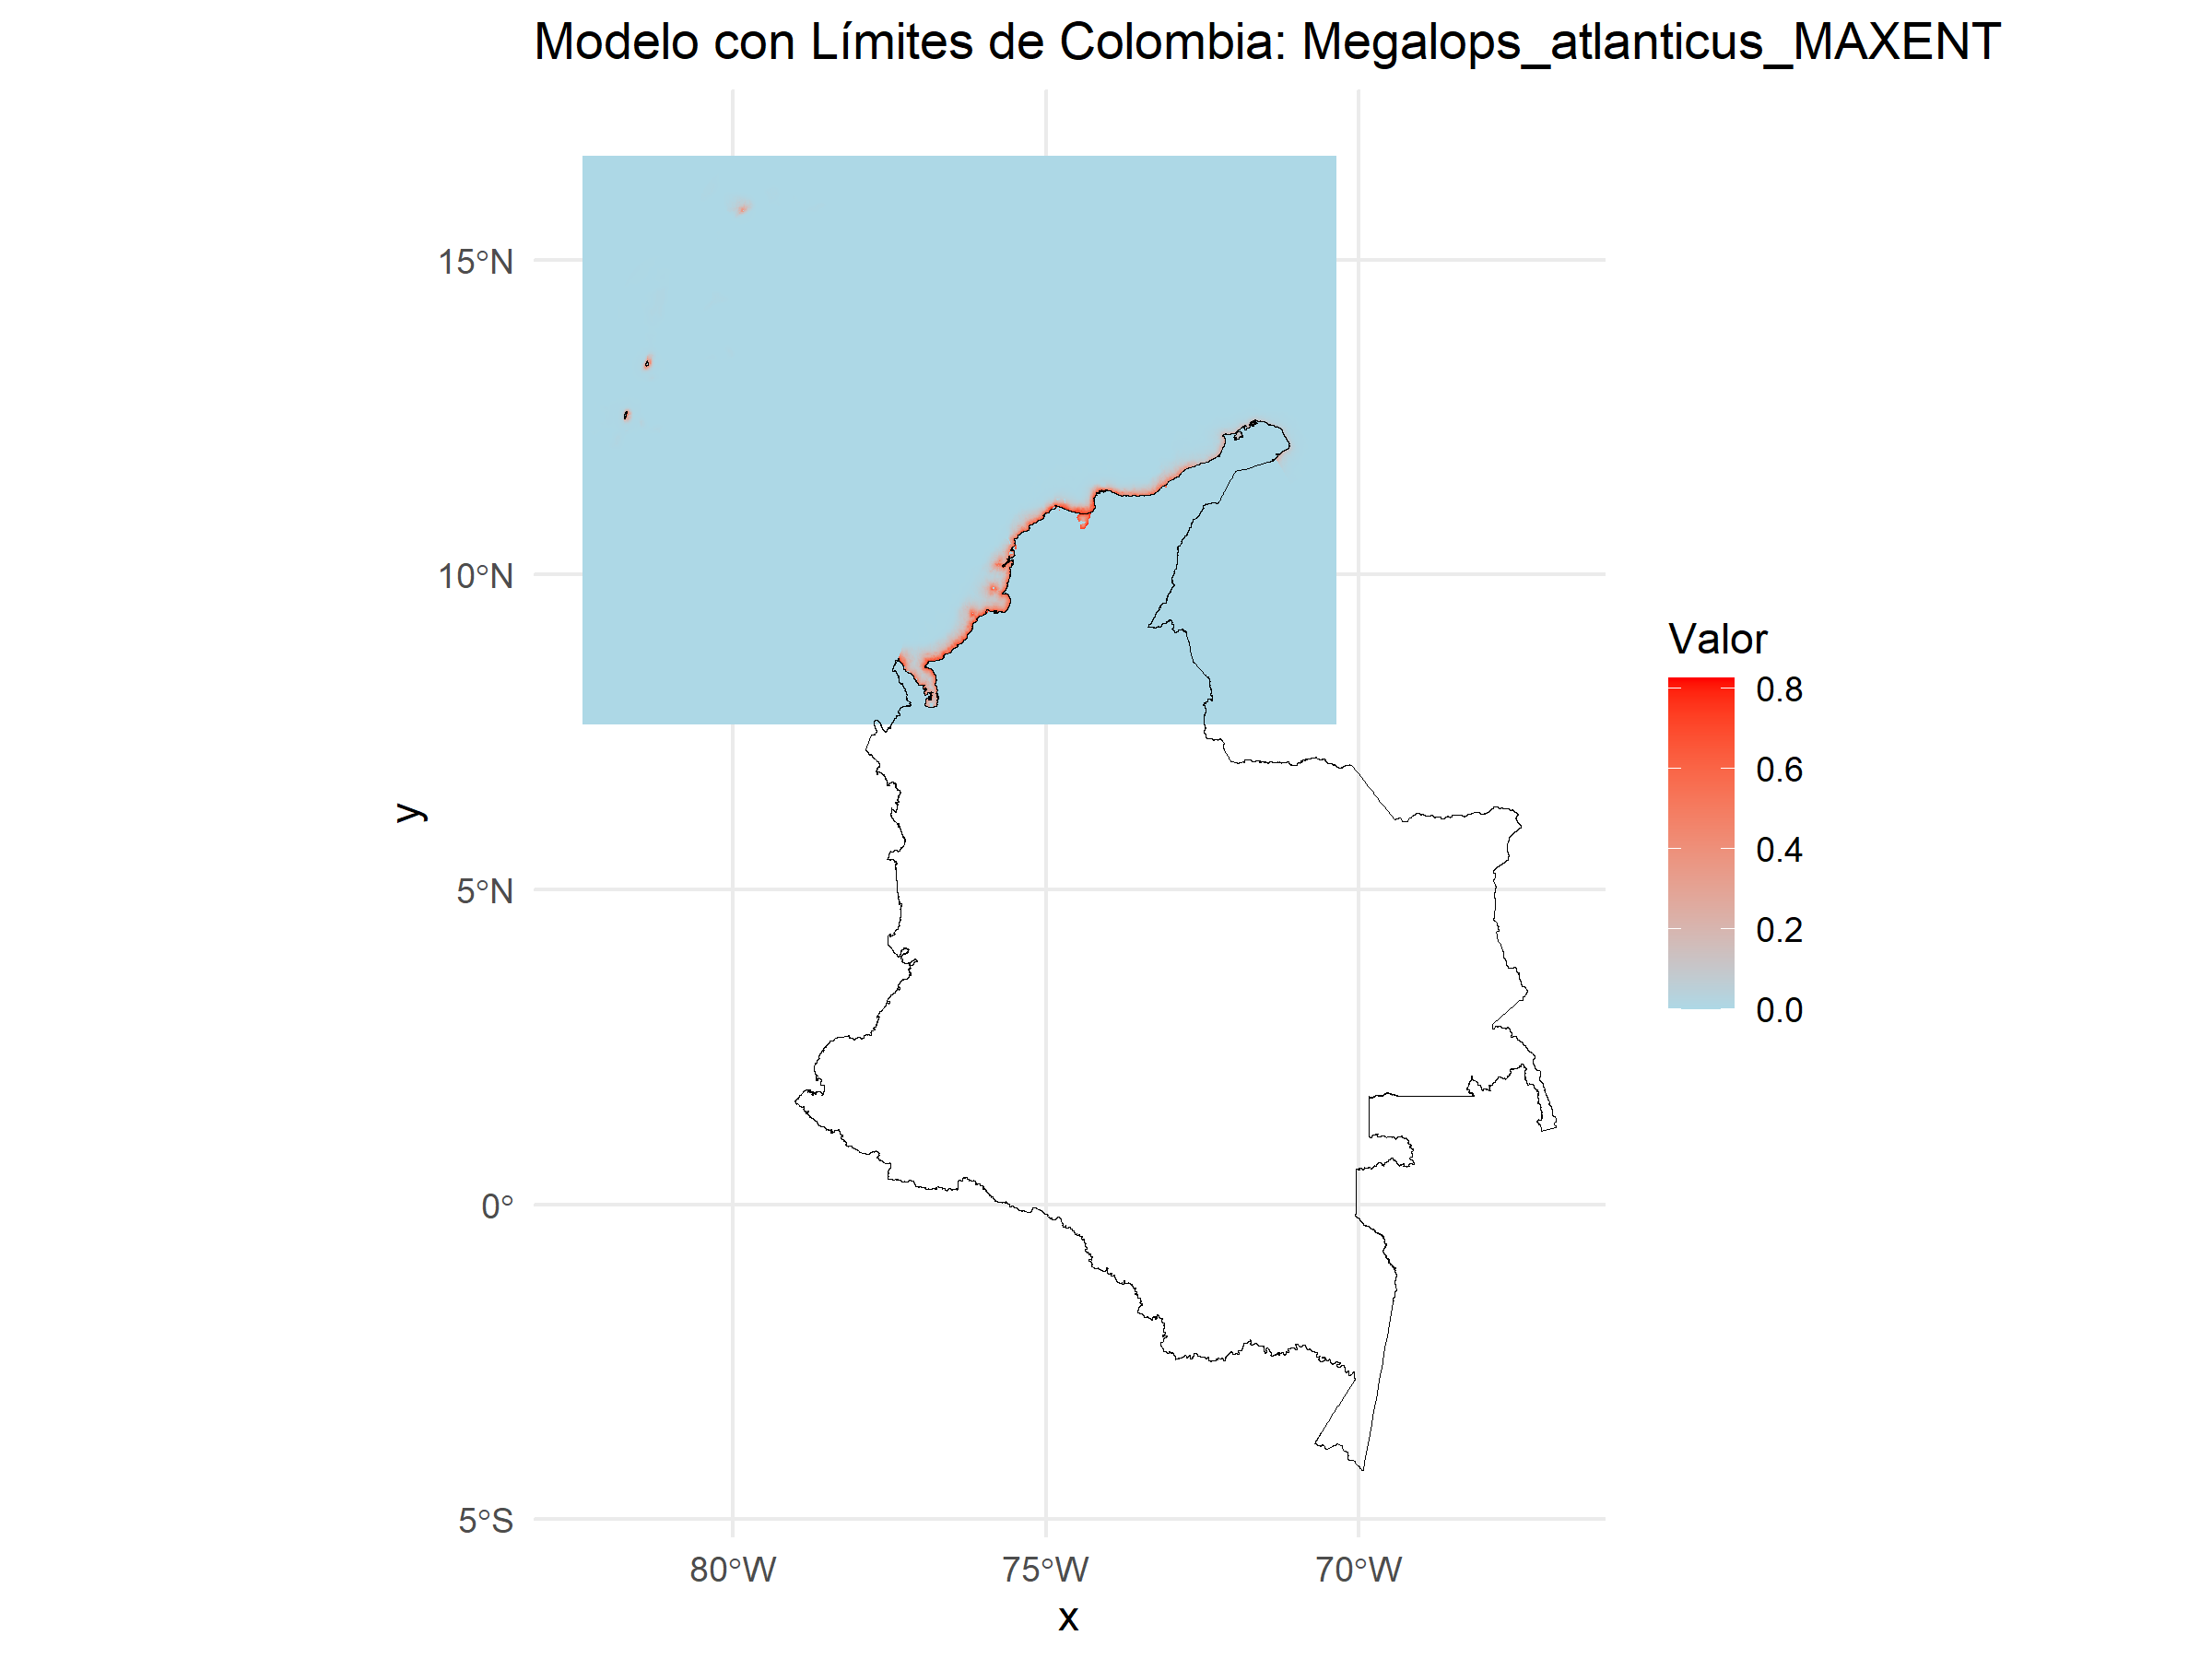 Modelo con Límites de Colombia: Megalops_atlanticus_MAXENT
15°N
10°N
5°N
0°
5°S
y
80°W
75°W
70°W
x
Valor
0.8
0.6
0.4
0.2
0.0